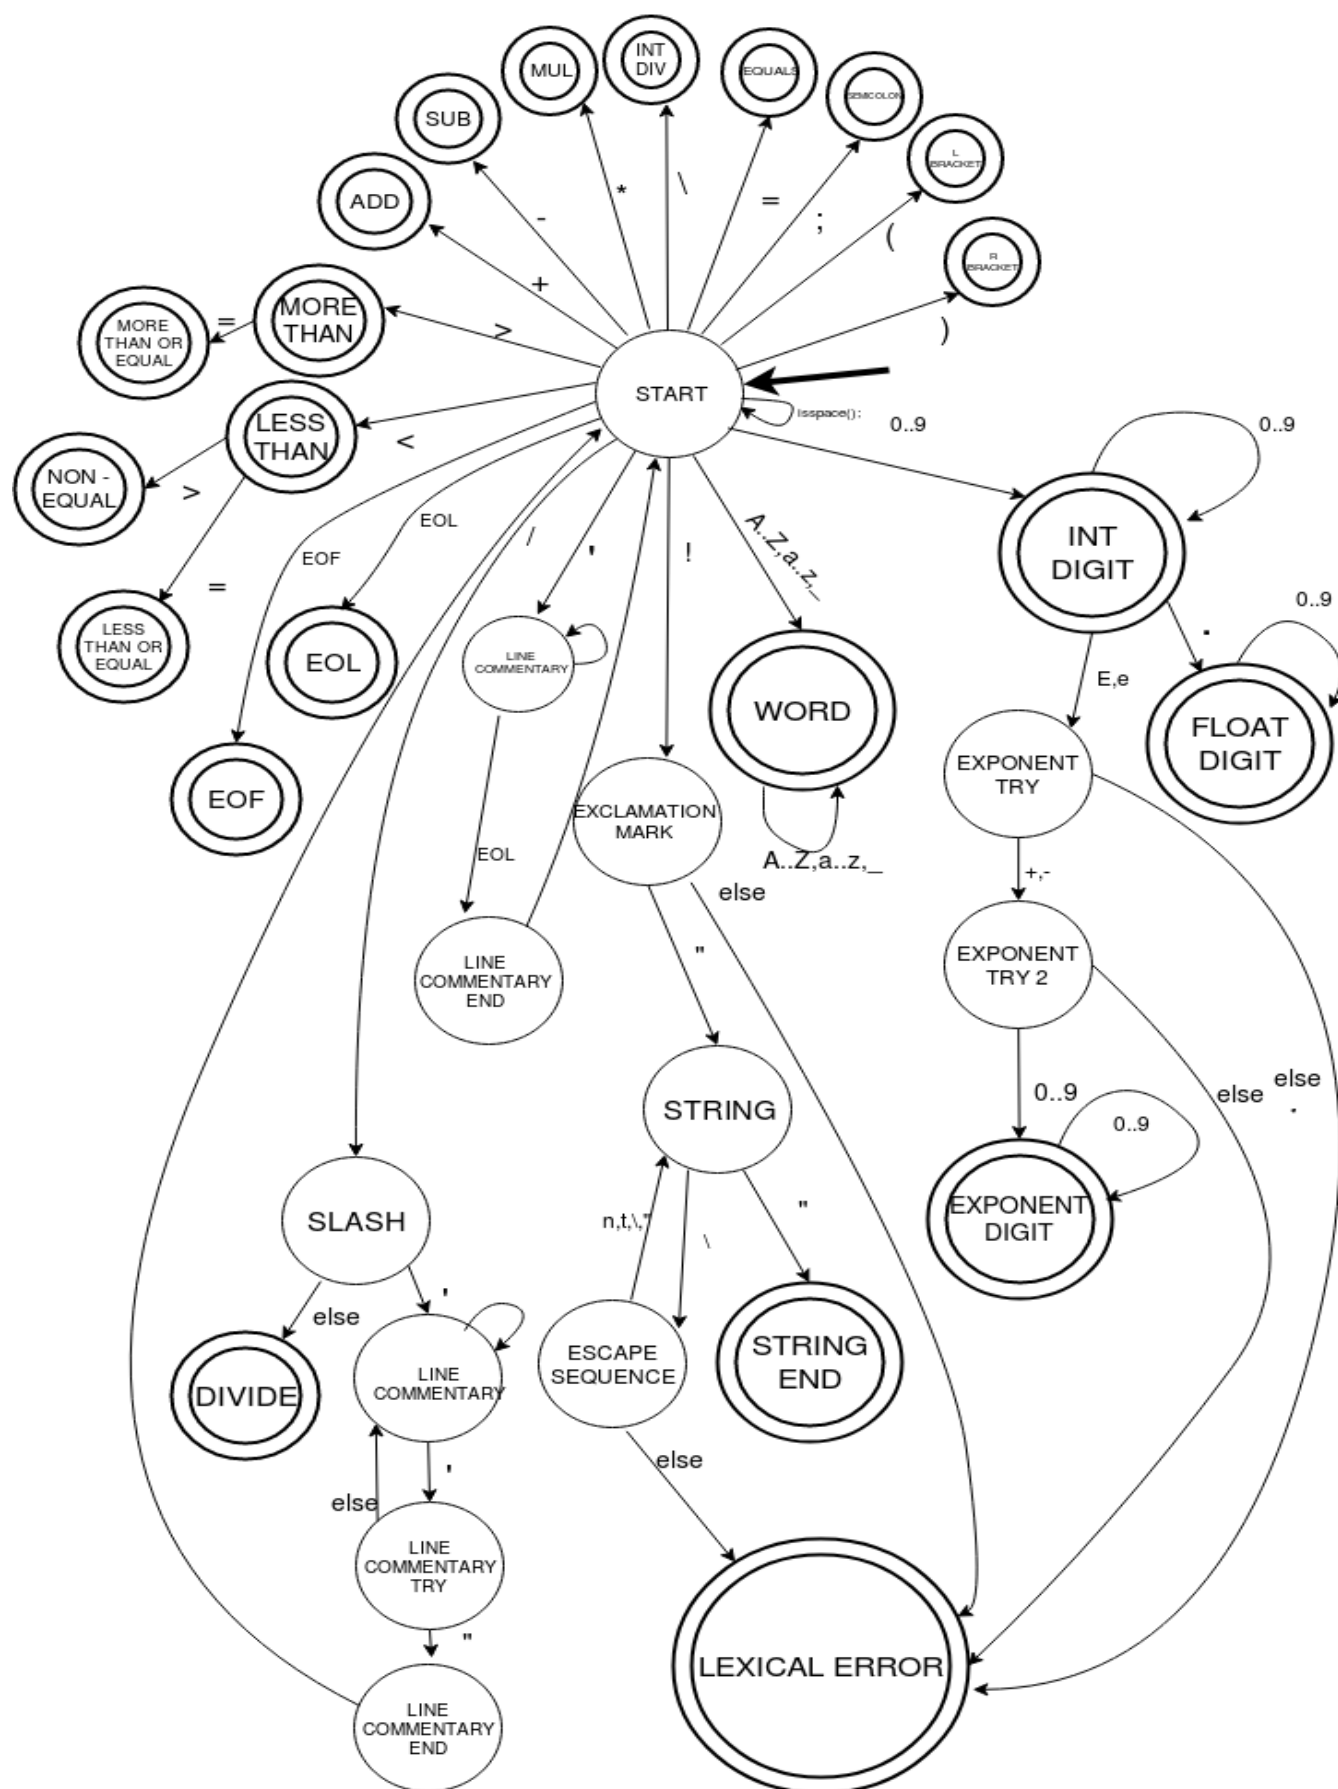 INT
DIV
MUL
EQUALS
SEMICOLON
SUB
L
BRACKET
ADD
*
\
=
;
(
-
R
BRACKET
+
)
MORE
THAN
>
=
MORE
THAN OR
EQUAL
START
isspace();
0..9
0..9
LESS
THAN
<
NON -
EQUAL
>
EOL
EOF
/
'
!
A..Z,a..z,_
INT
DIGIT
=
LESS
THAN OR
EQUAL
EOL
LINE
COMMENTARY
0..9
.
E,e
WORD
FLOAT
DIGIT
EOF
EXPONENT
TRY
EXCLAMATION
MARK
EOL
A..Z,a..z,_
else
+,-
LINE
COMMENTARY
END
"
EXPONENT
TRY 2
STRING
0..9
0..9
else
else
.
SLASH
n,t,\,"
\
"
EXPONENT
DIGIT
else
'
ESCAPE
SEQUENCE
STRING
END
DIVIDE
LINE
COMMENTARY
else
'
else
LINE
COMMENTARY
TRY
"
LEXICAL ERROR
LINE
COMMENTARY
END